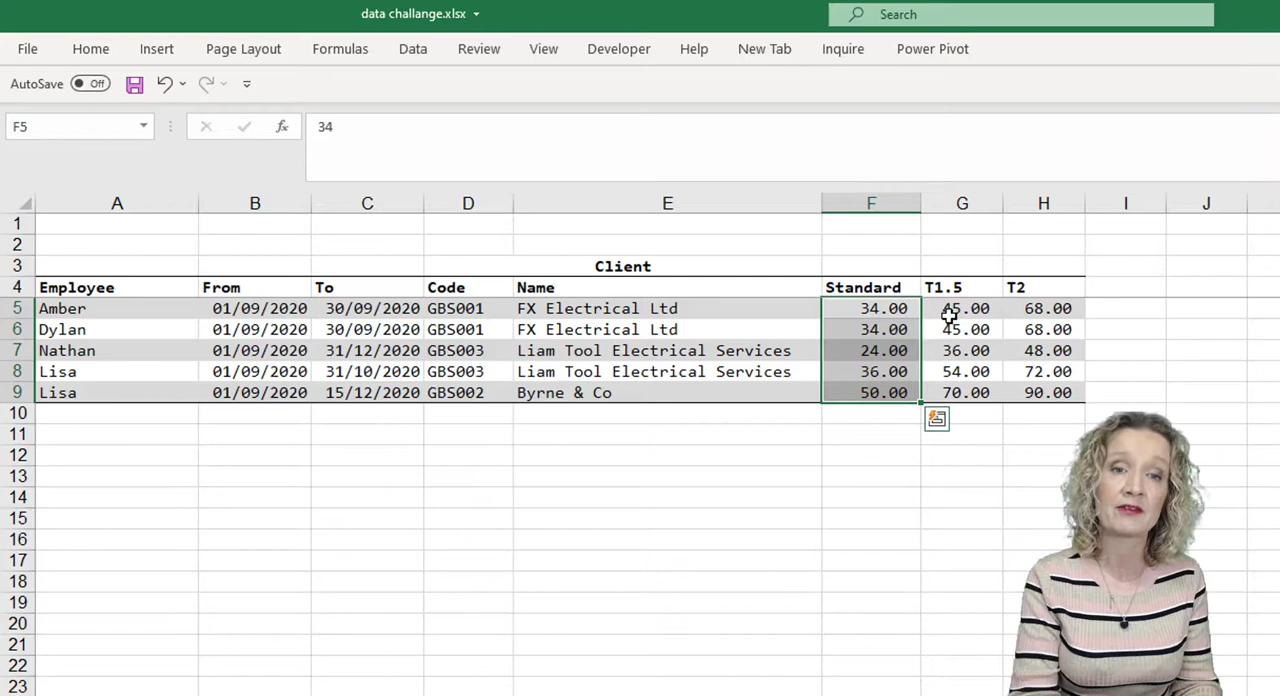 data challange.xlsx
Search
File Home Insert Page Layout Formulas Data Review View Developer Help New Tab Inquire Power Pivot
AutoSave Off
F5 fx 34
A B C D E F G H I J
1
2
3 Client
4 Employee From To Code Name Standard T1.5 T2
5 Amber 01/09/2020 30/09/2020 GBS001 FX Electrical Ltd 34.00 45.00 68.00
6 Dylan 01/09/2020 30/09/2020 GBS001 FX Electrical Ltd 34.00 45.00 68.00
7 Nathan 01/09/2020 31/12/2020 GBS003 Liam Tool Electrical Services 24.00 36.00 48.00
8 Lisa 01/09/2020 31/10/2020 GBS003 Liam Tool Electrical Services 36.00 54.00 72.00
9 Lisa 01/09/2020 15/12/2020 GBS002 Byrne & Co 50.00 70.00 90.00
10
11
12
13
14
15
16
17
18
19
20
21
22
23